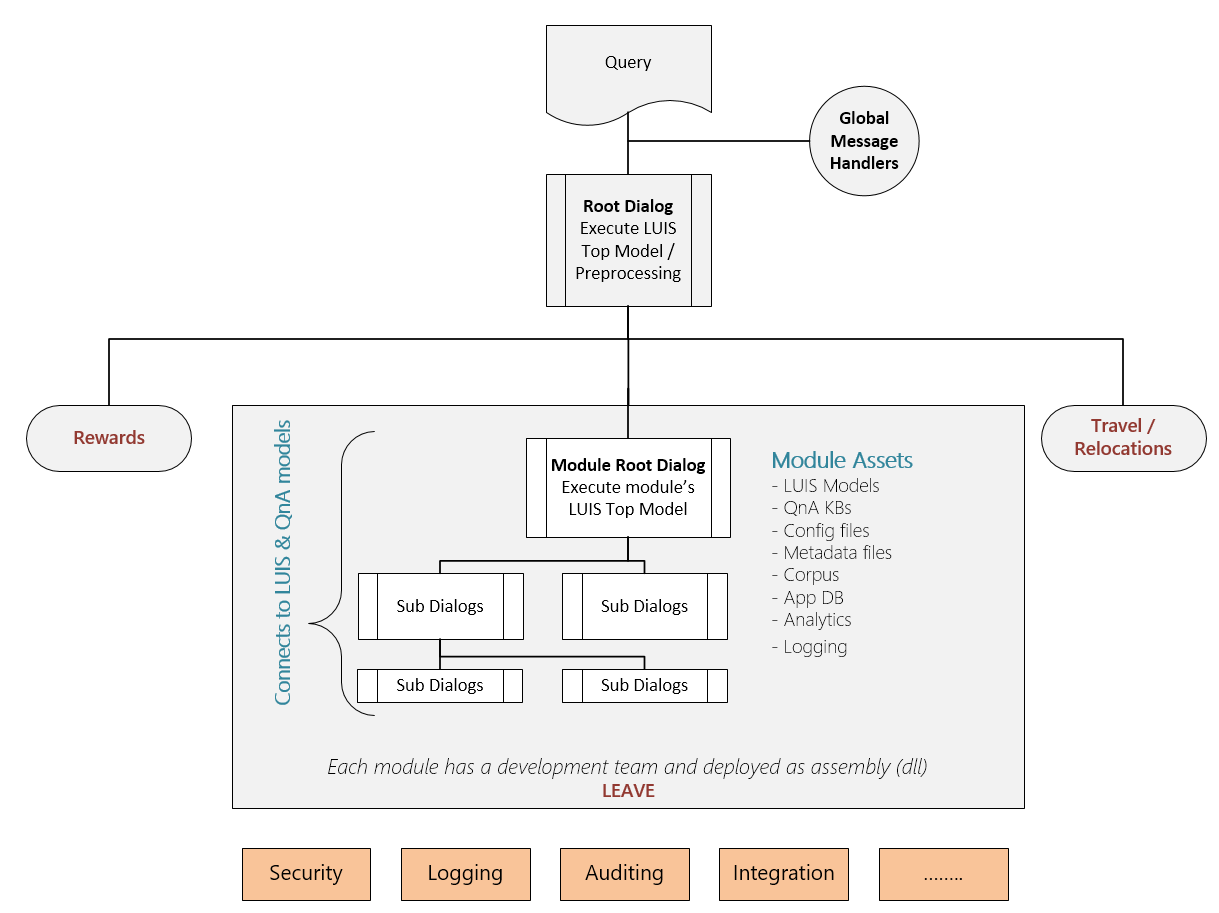 Query
Global
Message
Handlers
Root Dialog
Execute LUIS
Top Model /
Preprocessing
Rewards
Travel /
Relocations
Connects to LUIS & QnA models
Module Root Dialog
Execute module’s
LUIS Top Model
Module Assets
- LUIS Models
- QnA KBs
- Config files
- Metadata files
- Corpus
- App DB
- Analytics
- Logging
Sub Dialogs
Sub Dialogs
Sub Dialogs
Sub Dialogs
Each module has a development team and deployed as assembly (dll)
LEAVE
Security
Logging
Auditing
Integration
........